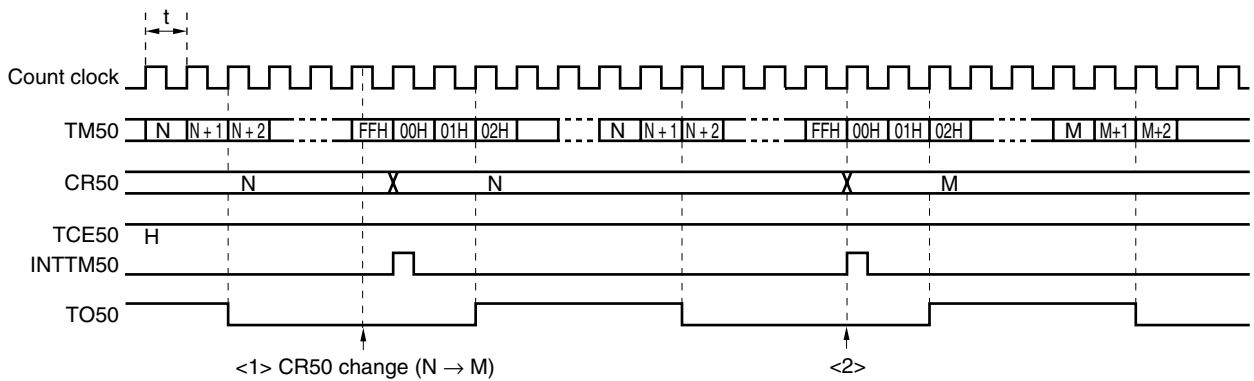 t
Count clock
TM50 N N + 1 N + 2 FFH 00H 01H 02H N N + 1 N + 2 FFH 00H 01H 02H M M+1 M+2
CR50 N N M
TCE50
H
INTTM50
TO50
<1> CR50 change (N → M) <2>